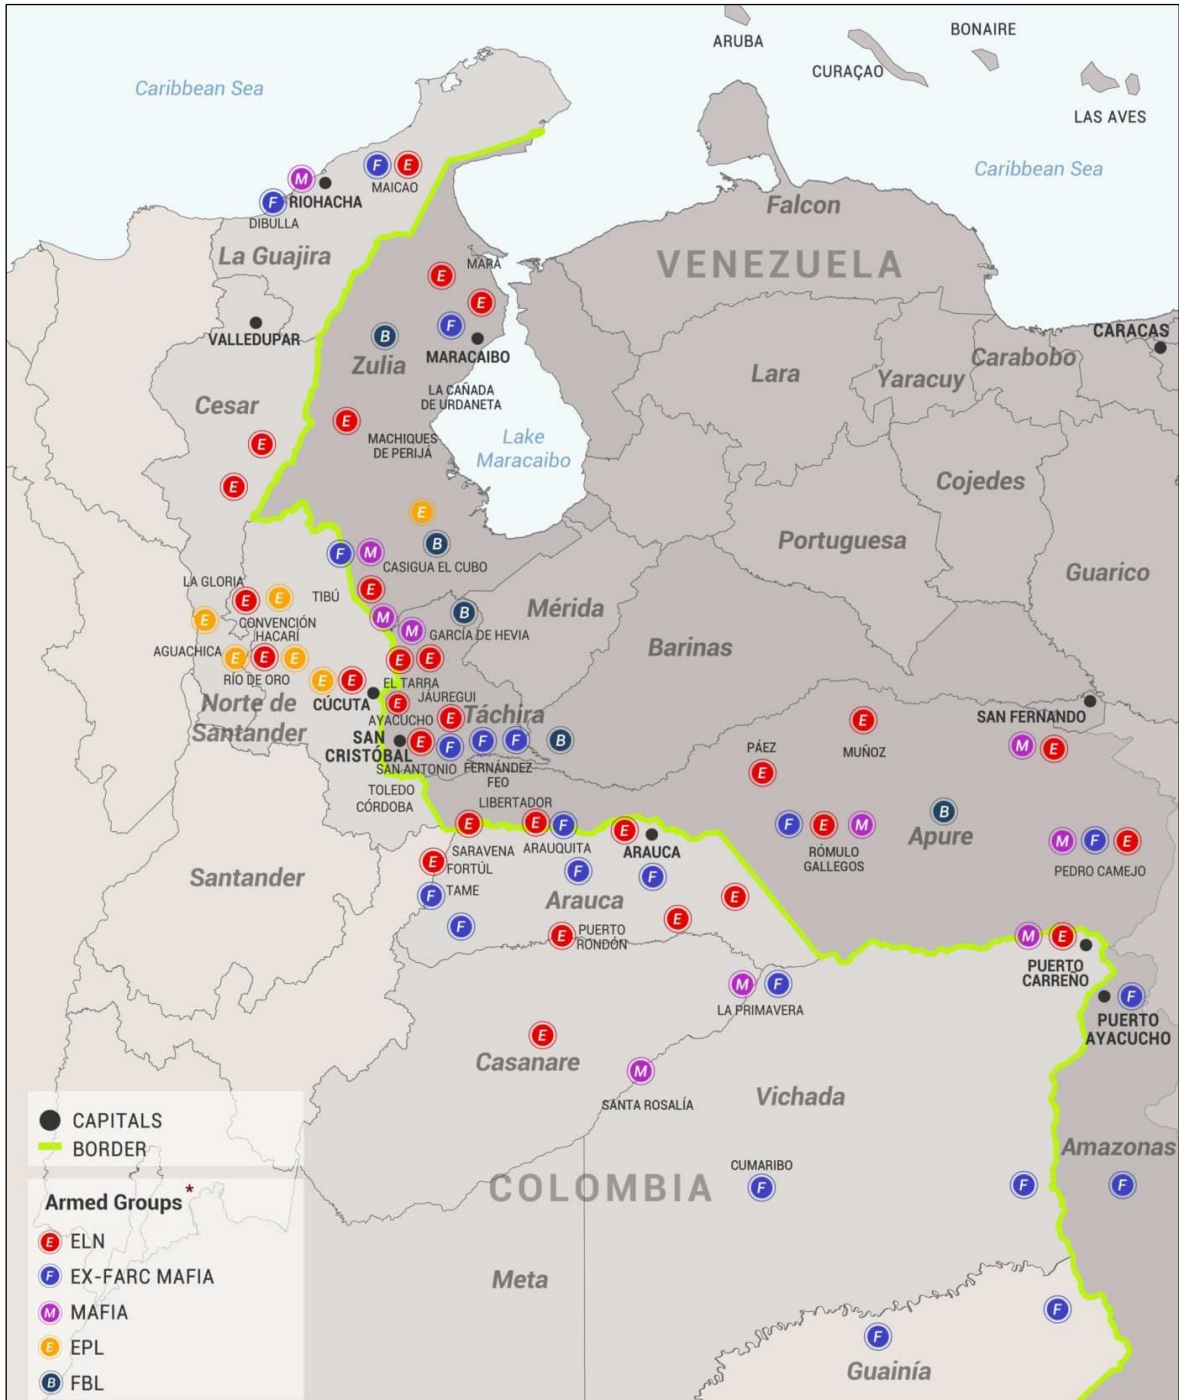 ARUBA
BONAIRE
CURAÇAO
LAS AVES
Caribbean Sea
Caribbean Sea
F
E
MAICAO
M
RIOHACHA
F
DIBULLA
La Guajira
Falcon
VENEZUELA
MARÁ
E
E
F
B
MARACAIBO
Zulia
VALLEDUPAR
CARACAS
Carabobo
Yaracuy
Lara
LA CAÑADA
DE URDANETA
Cesar
E
MACHIQUES
DE PERIJÁ
Lake
Maracaibo
E
E
Cojedes
E
B
F
M
CASIGUA EL CUBO
Portuguesa
Guarico
LA GLORIA
E
E
TIBÚ
E
E
CONVENCIÓN
HACARÍ
M
M
B
GARCÍA DE HEVIA
Mérida
Barinas
AGUACHICA
E
E
E
RÍO DE ORO
E
E
EL TARRA
E
E
CÚCUTA
Norte de
Santander
E
JÁUREGUI
AYACUCHO
E
Táchira
SAN
CRISTÓBAL
E
F
F
F
B
SAN ANTONIO
FERNÁNDEZ
FEO
TOLEDO
CÓRDOBA
SAN FERNANDO
M
E
E
MUÑOZ
PÁEZ
E
LIBERTADOR
E
E
F
E
SARAVENA
ARAUQUITA
ARAUCA
F
E
M
RÓMULO
GALLEGOS
B
Apure
M
F
E
PEDRO CAMEJO
E
FORTÚL
F
TAME
F
F
F
Arauca
E
E
E
PUERTO
RONDÓN
Santander
M
E
PUERTO
CARREÑO
M
F
LA PRIMAVERA
F
PUERTO
AYACUCHO
E
Casanare
M
SANTA ROSALÍA
Vichada
Amazonas
COLOMBIA
CUMARIBO
F
F
F
Meta
F
F
Guainía
CAPITALS
BORDER
Armed Groups *
E ELN
F EX-FARC MAFIA
M MAFIA
E EPL
B FBL